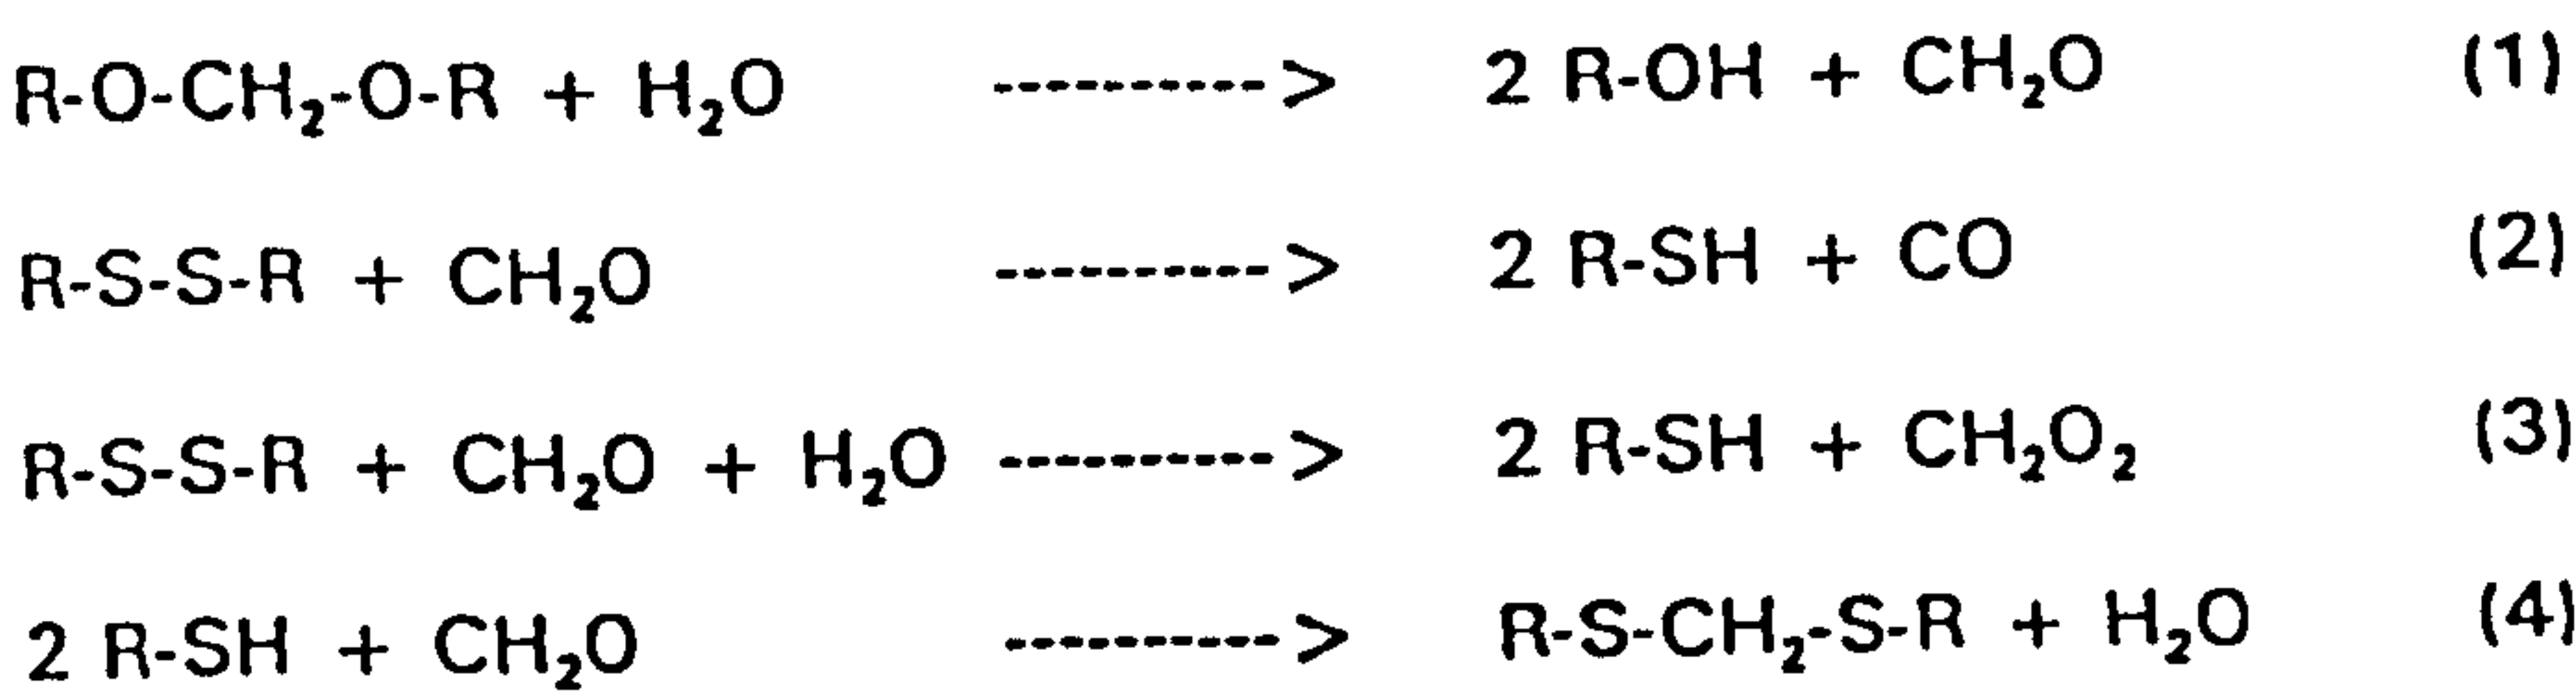 R-O-CH₂-O-R + H₂O ----------> 2 R-OH + CH₂O (1)
R-S-S-R + CH₂O ----------> 2 R-SH + CO (2)
R-S-S-R + CH₂O + H₂O ----------> 2 R-SH + CH₂O₂ (3)
2 R-SH + CH₂O ----------> R-S-CH₂-S-R + H₂O (4)